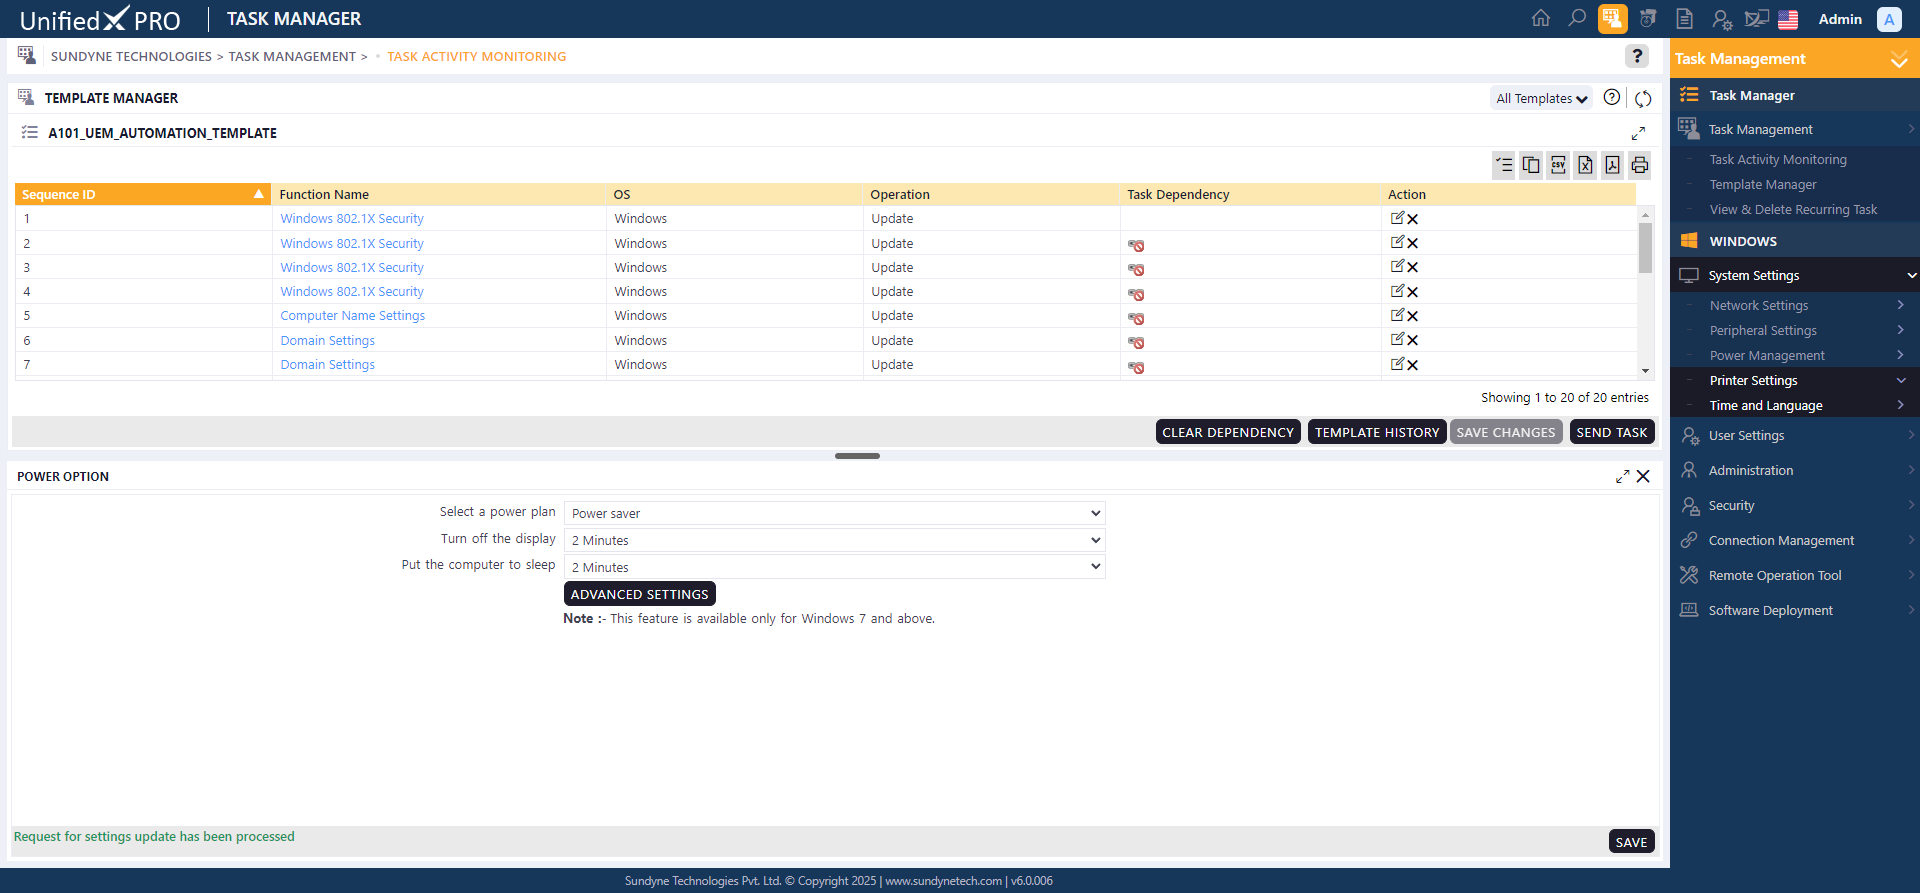 UnifiedX PRO
TASK MANAGER
Admin
A
SUNDYNE TECHNOLOGIES > TASK MANAGEMENT > • TASK ACTIVITY MONITORING
?
TEMPLATE MANAGER
All Templates
?
A101_UEM_AUTOMATION_TEMPLATE
CSV
Sequence ID Function Name OS Operation Task Dependency Action
1 Windows 802.1X Security Windows Update
2 Windows 802.1X Security Windows Update
3 Windows 802.1X Security Windows Update
4 Windows 802.1X Security Windows Update
5 Computer Name Settings Windows Update
6 Domain Settings Windows Update
7 Domain Settings Windows Update
Showing 1 to 20 of 20 entries
CLEAR DEPENDENCY TEMPLATE HISTORY SAVE CHANGES SEND TASK
POWER OPTION
Select a power plan Power saver
Turn off the display 2 Minutes
Put the computer to sleep 2 Minutes
ADVANCED SETTINGS
Note :- This feature is available only for Windows 7 and above.
Request for settings update has been processed
SAVE
Task Management
Task Manager
Task Management
Task Activity Monitoring
Template Manager
View & Delete Recurring Task
WINDOWS
System Settings
Network Settings
Peripheral Settings
Power Management
Printer Settings
Time and Language
User Settings
Administration
Security
Connection Management
Remote Operation Tool
Software Deployment
Sundyne Technologies Pvt. Ltd. © Copyright 2025 | www.sundynetech.com | v6.0.006